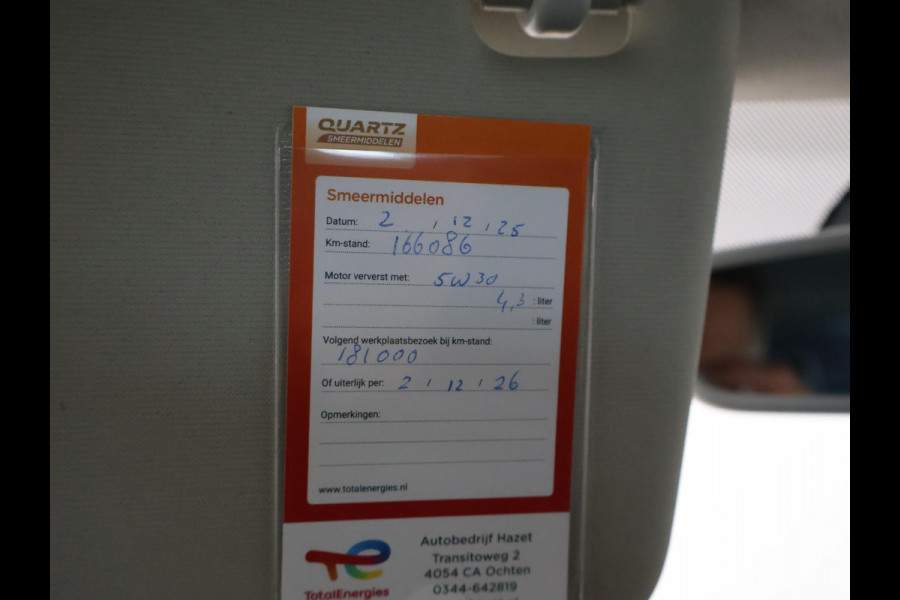 QUARTZ
SMEERMIDDELEN
Smeermiddelen
Datum: 2 / 12 / 25
Km-stand: 166086
Motor ververst met: 5W30
4,3 : liter
: liter
Volgend werkplaatsbezoek bij km-stand:
181000
Of uiterlijk per: 2 / 12 / 26
Opmerkingen:
www.totalenergies.nl
Autobedrijf Hazet
Transitoweg 2
4054 CA Ochten
0344-642819
TotalEnergies